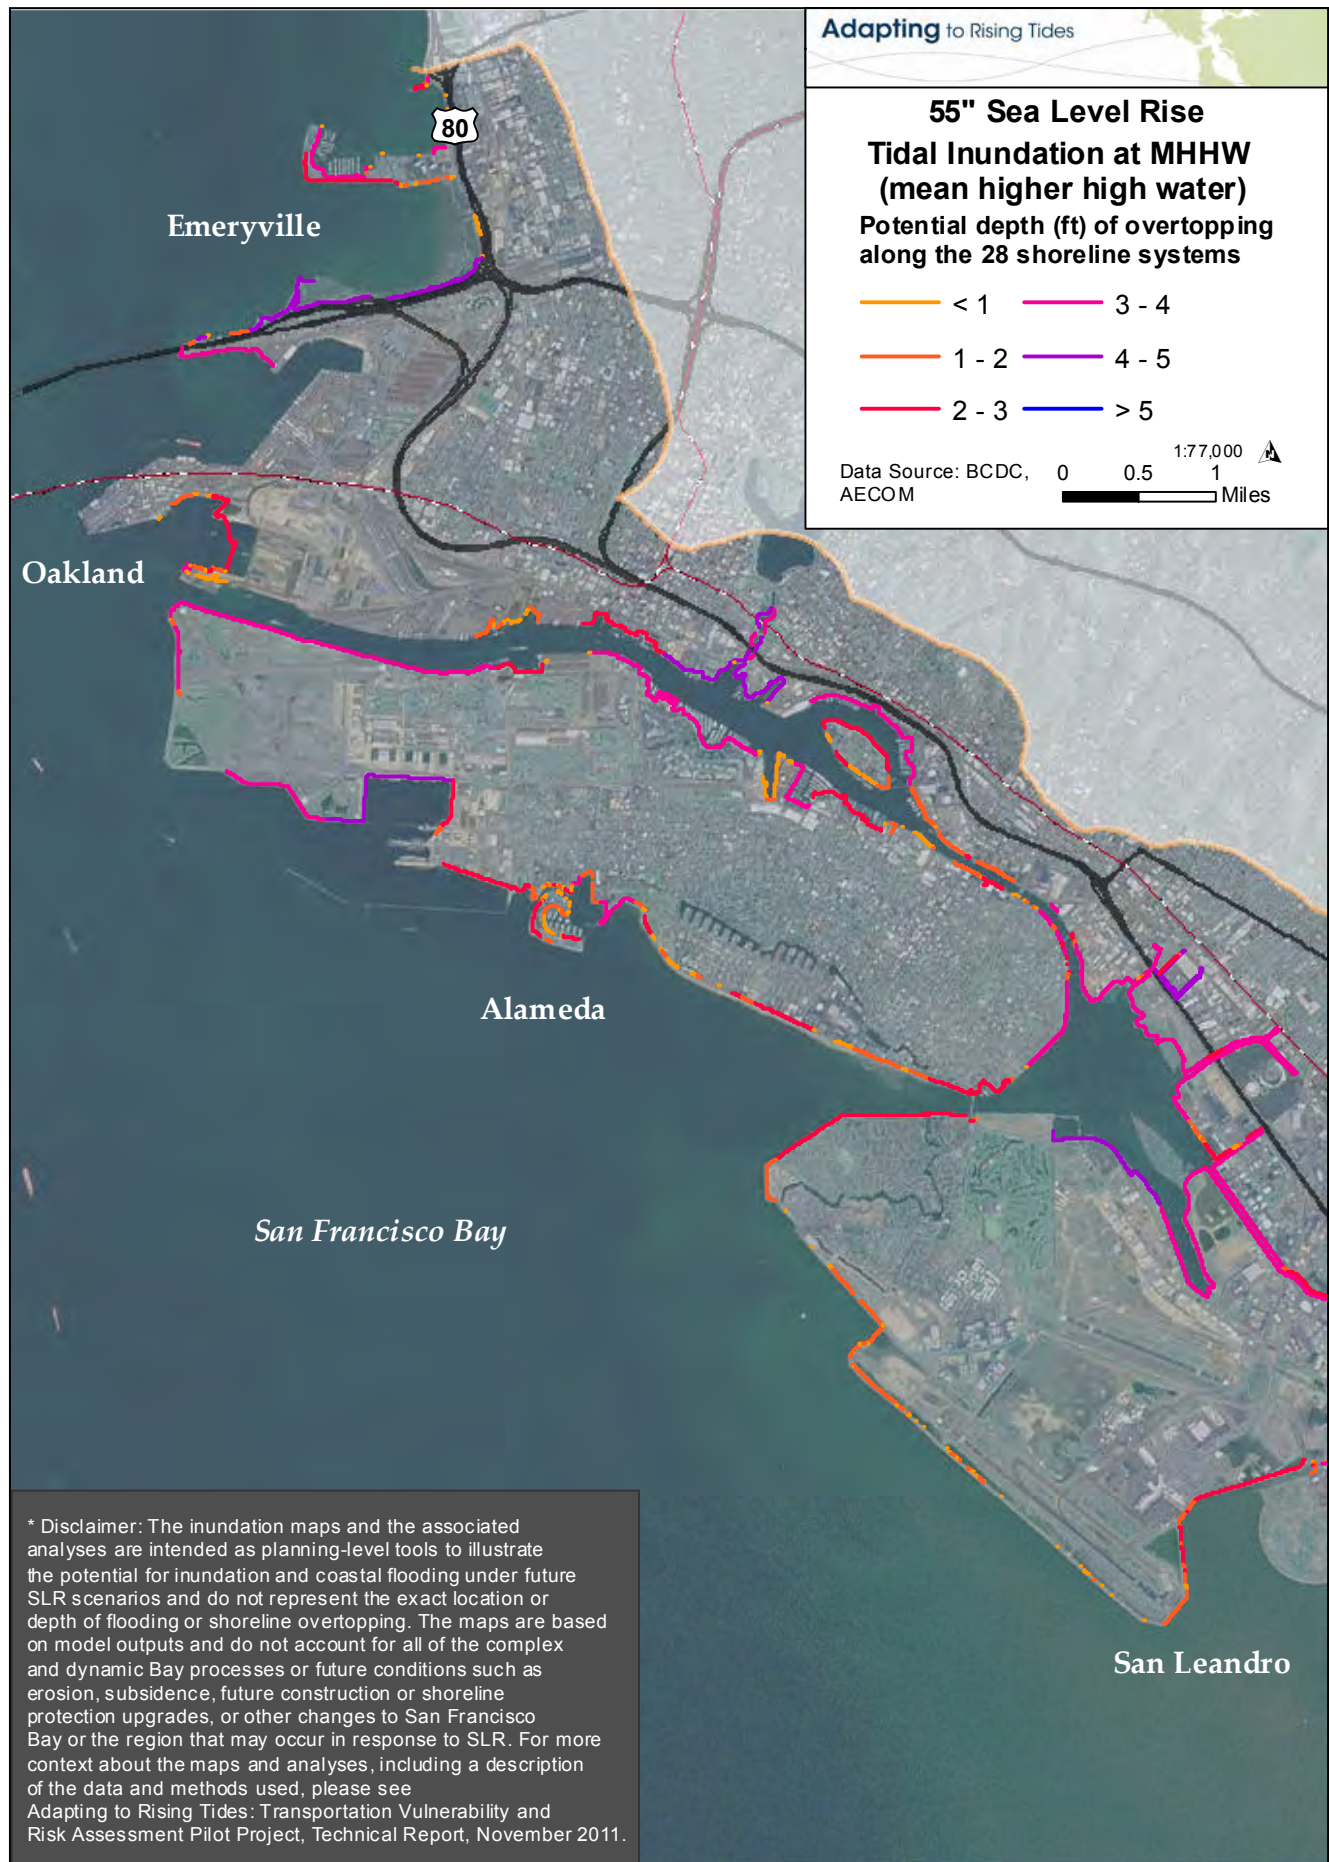 Adapting to Rising Tides
55" Sea Level Rise
Tidal Inundation at MHHW
(mean higher high water)
Potential depth (ft) of overtopping
along the 28 shoreline systems
< 1
3 - 4
1 - 2
4 - 5
2 - 3
> 5
1:77,000
N
Data Source: BCDC,
AECOM
0 0.5 1
Miles
80
Emeryville
Oakland
Alameda
San Francisco Bay
San Leandro
* Disclaimer: The inundation maps and the associated
analyses are intended as planning-level tools to illustrate
the potential for inundation and coastal flooding under future
SLR scenarios and do not represent the exact location or
depth of flooding or shoreline overtopping. The maps are based
on model outputs and do not account for all of the complex
and dynamic Bay processes or future conditions such as
erosion, subsidence, future construction or shoreline
protection upgrades, or other changes to San Francisco
Bay or the region that may occur in response to SLR. For more
context about the maps and analyses, including a description
of the data and methods used, please see
Adapting to Rising Tides: Transportation Vulnerability and
Risk Assessment Pilot Project, Technical Report, November 2011.